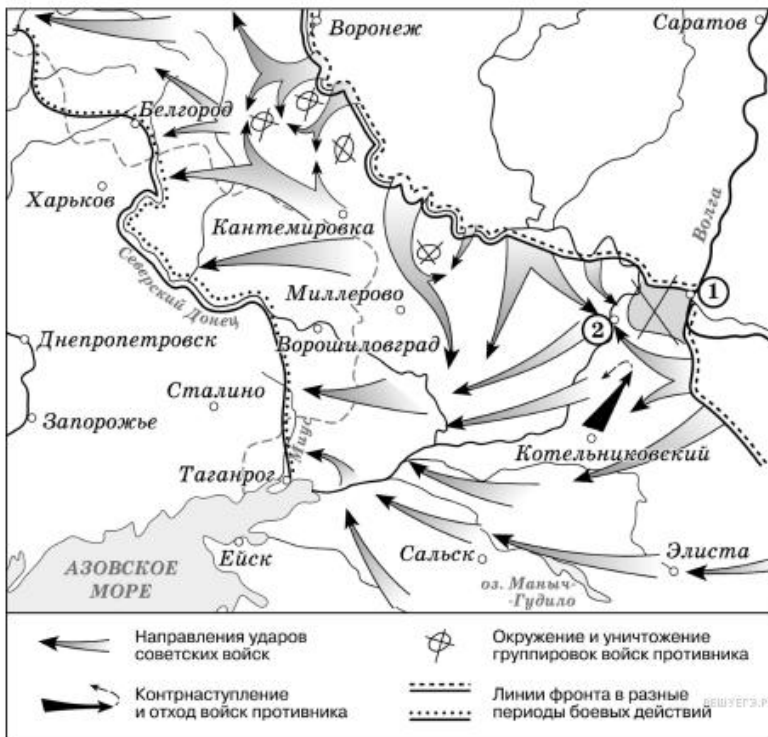 Воронеж
Саратов
Белгород
Волга
Харьков
Кантемировка
Северский Донец
Миллерово
1
2
Днепропетровск
Ворошиловград
Сталино
Запорожье
Миус
Котельниковский
Таганрог
АЗОВСКОЕ
МОРЕ
Ейск
Сальск
Элиста
оз. Маныч-
-Гудило
Направления ударов
советских войск
Окружение и уничтожение
группировок войск противника
Контрнаступление
и отход войск противника
Линии фронта в разные
периоды боевых действий